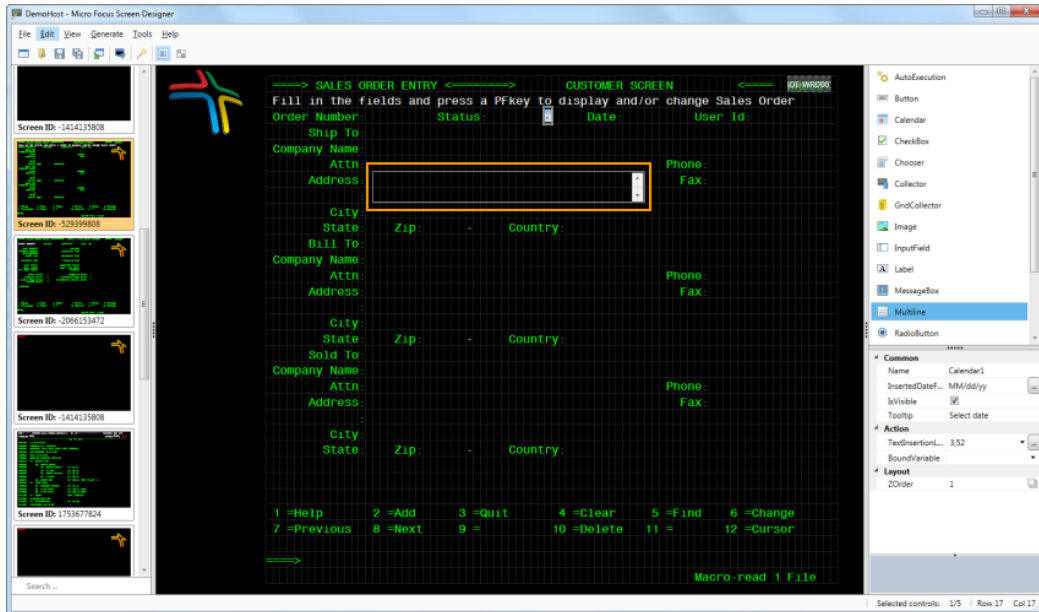 DemoHost - Micro Focus Screen Designer
File Edit View Generate Tools Help
Screen ID: -1414135808
Screen ID: -529399808
Screen ID: -2066153472
Screen ID: -1414135808
Screen ID: 1753677824
Search ...
====> SALES ORDER ENTRY <========> CUSTOMER SCREEN <==== OE-WRD00
Fill in the fields and press a PFkey to display and/or change Sales Order
Order Number: Status: Date: User Id:
Ship To:
Company Name:
Attn: Phone:
Address: Fax:
:
City:
State: Zip: - Country:
Bill To:
Company Name:
Attn: Phone:
Address: Fax:
:
City:
State: Zip: - Country:
Sold To:
Company Name:
Attn: Phone:
Address: Fax:
:
City:
State: Zip: - Country:
1 =Help 2 =Add 3 =Quit 4 =Clear 5 =Find 6 =Change
7 =Previous 8 =Next 9 = 10 =Delete 11 = 12 =Cursor
====>
Macro-read 1 File
AutoExecution
Button
Calendar
CheckBox
Chooser
Collector
GridCollector
Image
InputField
Label
MessageBox
Multiline
RadioButton
Common
Name Calendar1
InsertedDateF... MM/dd/yy ...
IsVisible
Tooltip Select date
Action
TextInsertionL... 3,52 ...
BoundVariable
Layout
ZOrder 1
Selected controls: 1/5 Row 17 Col 17